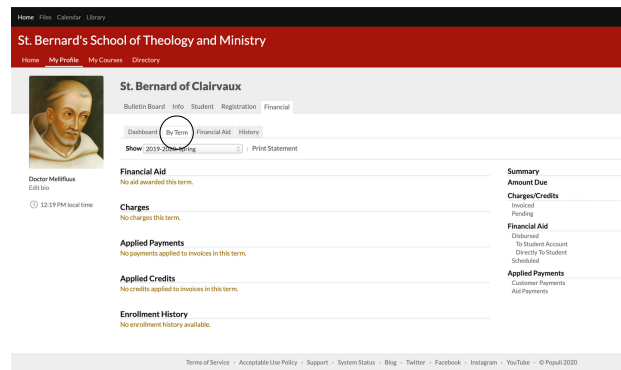 Home Files Calendar Library
St. Bernard's School of Theology and Ministry
Home My Profile My Courses Directory
St. Bernard of Clairvaux
Bulletin Board Info Student Registration Financial
Dashboard By Term Financial Aid History
Show 2019-2020: Spring | Print Statement
Doctor Mellifluus
Edit bio
12:19 PM local time
Financial Aid
No aid awarded this term.
Charges
No charges this term.
Applied Payments
No payments applied to invoices in this term.
Applied Credits
No credits applied to invoices in this term.
Enrollment History
No enrollment history available.
Summary
Amount Due
Charges/Credits
Invoiced
Pending
Financial Aid
Disbursed
To Student Account
Directly To Student
Scheduled
Applied Payments
Customer Payments
Aid Payments
Terms of Service - Acceptable Use Policy - Support - System Status - Blog - Twitter - Facebook - Instagram - YouTube - © Populi 2020